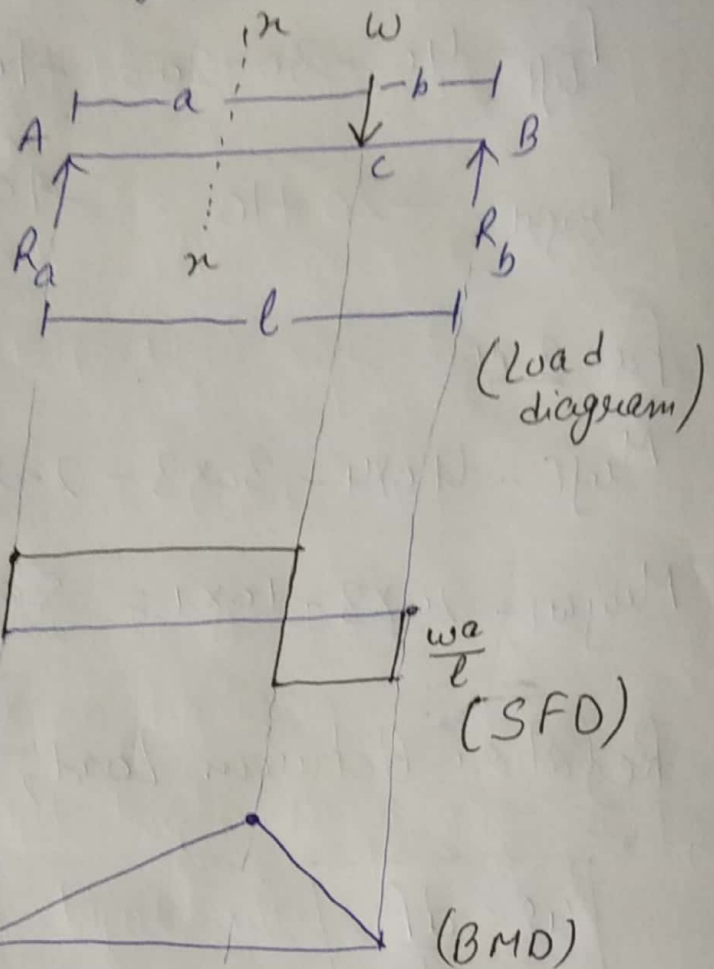 x W
a b
A B
C
Ra Rb
x
l
(Load
diagram)
wa/l
(SFD)
(BMD)